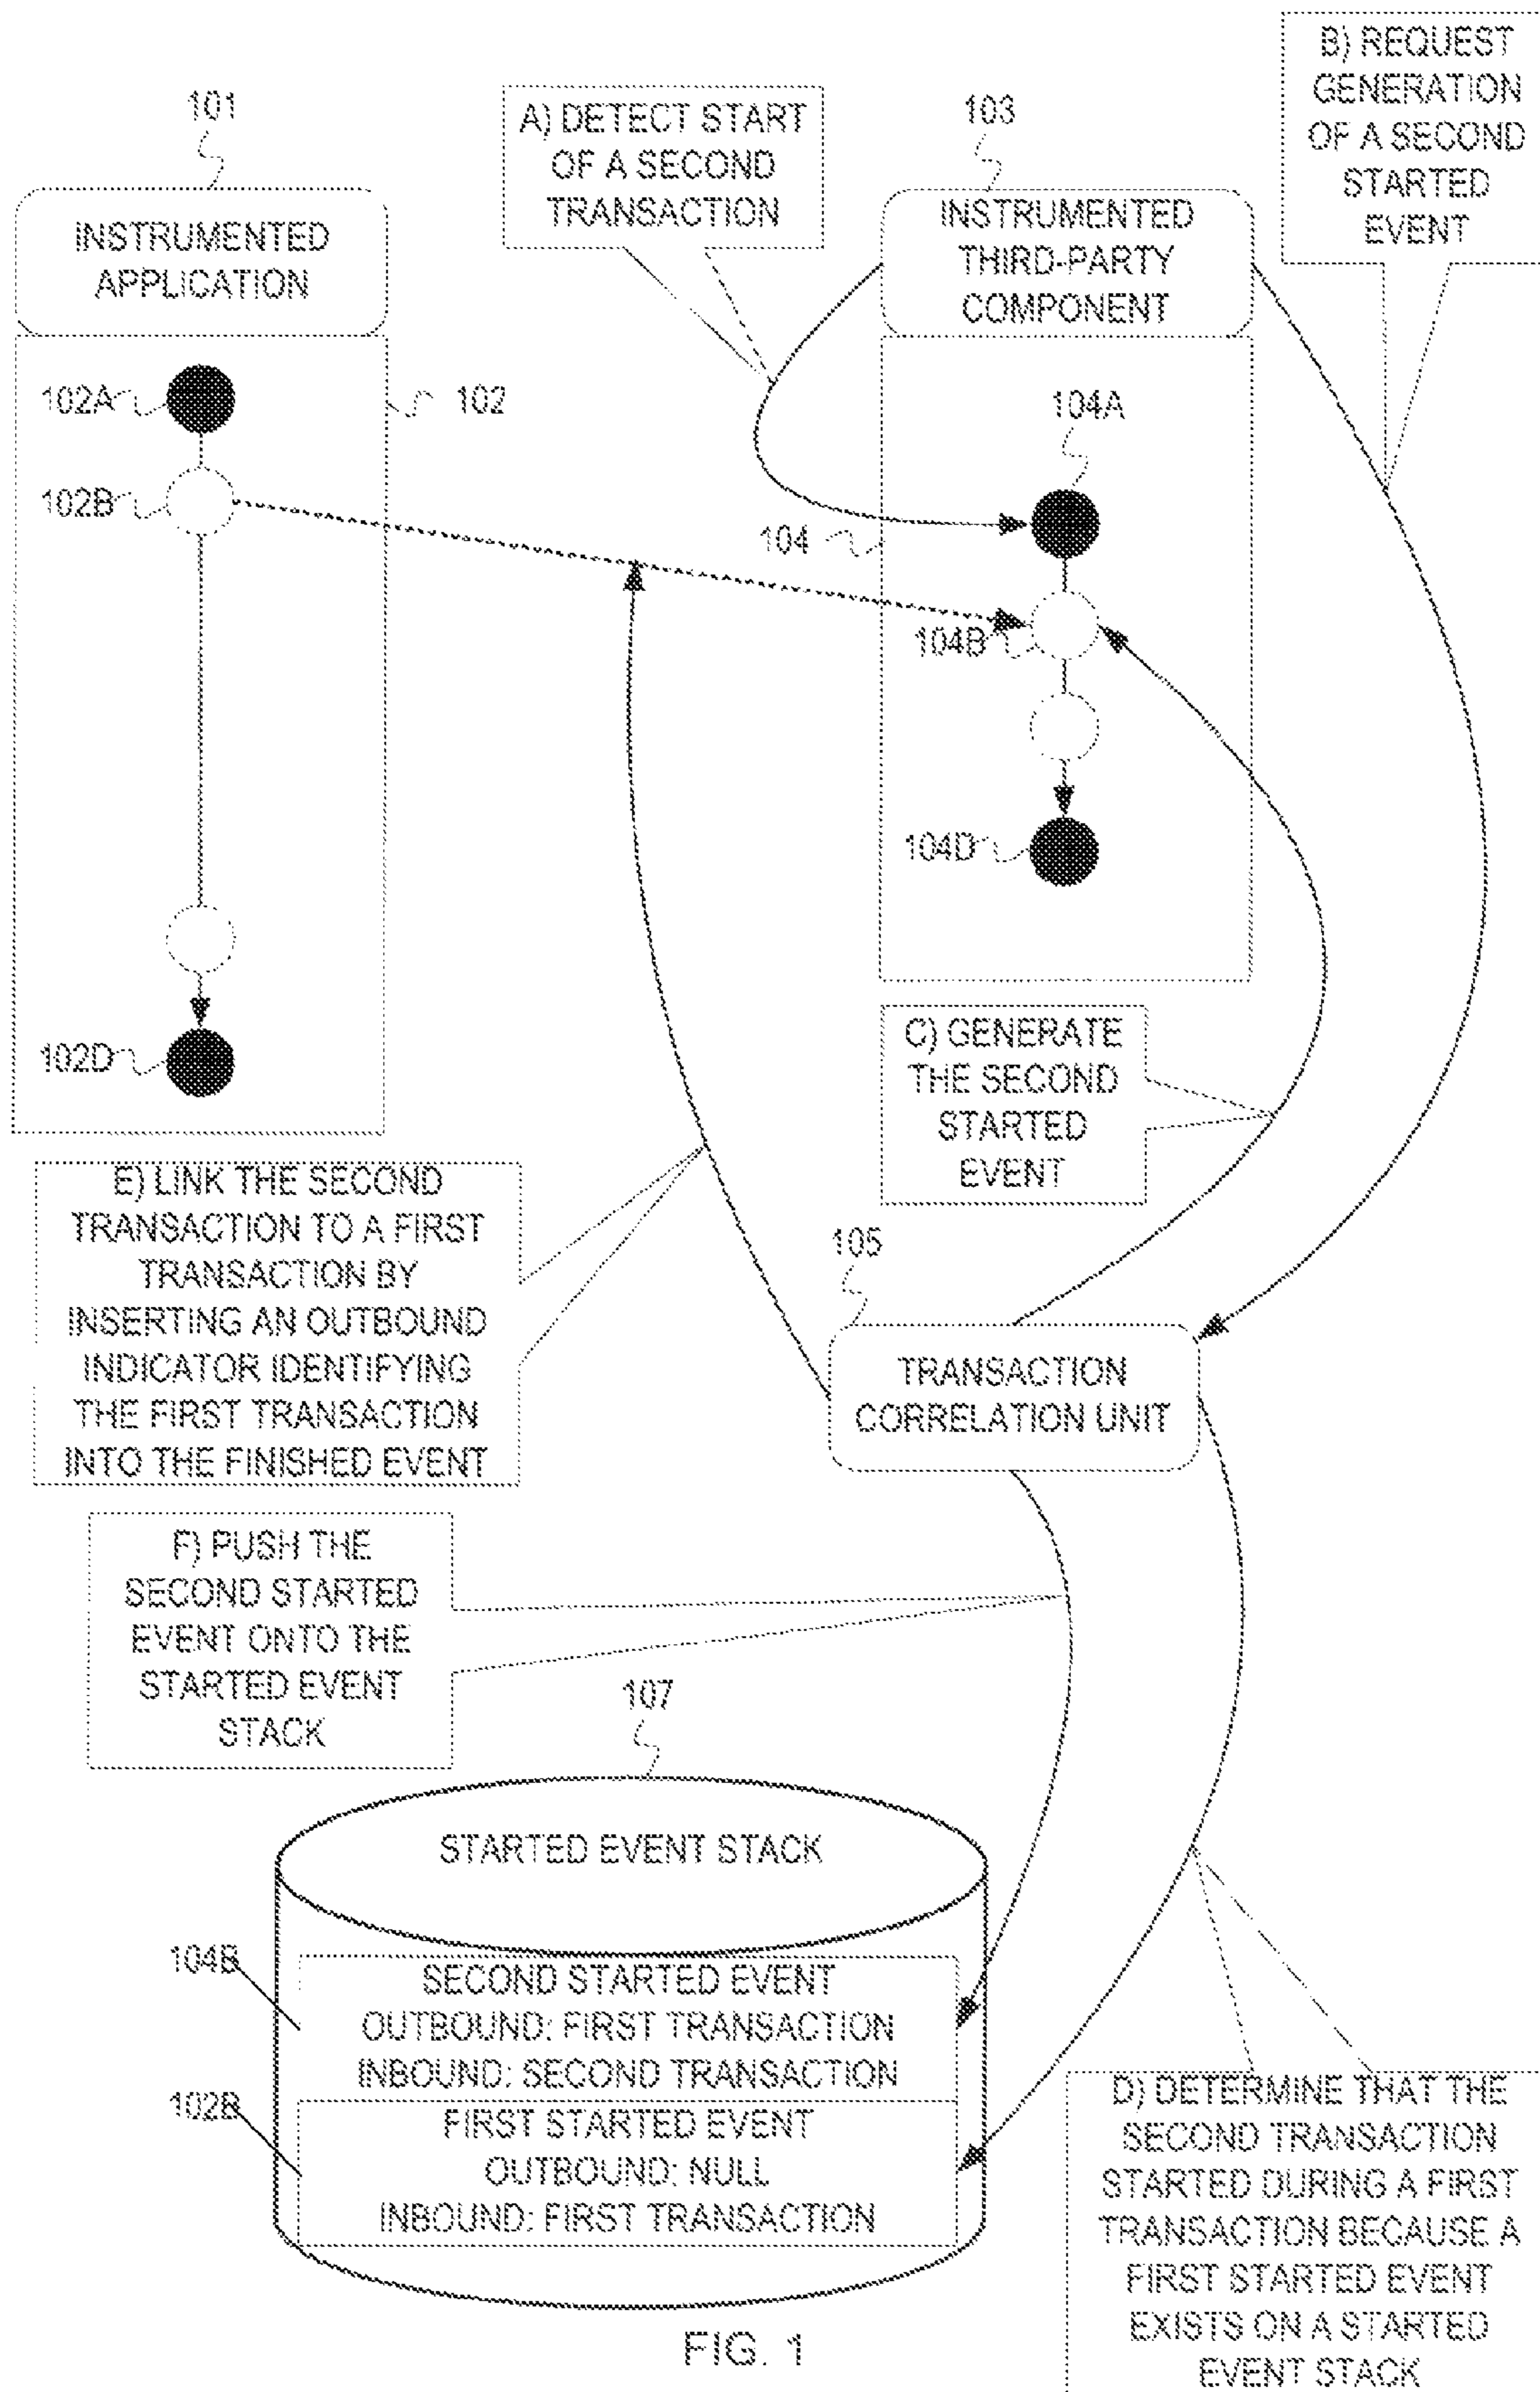 B) REQUEST
GENERATION
OF A SECOND
STARTED
EVENT
101
A) DETECT START
OF A SECOND
TRANSACTION
103
INSTRUMENTED
APPLICATION
INSTRUMENTED
THIRD-PARTY
COMPONENT
102A
102
104A
102B
104
104B
104D
102D
C) GENERATE
THE SECOND
STARTED
EVENT
E) LINK THE SECOND
TRANSACTION TO A FIRST
TRANSACTION BY
INSERTING AN OUTBOUND
INDICATOR IDENTIFYING
THE FIRST TRANSACTION
INTO THE FINISHED EVENT
105
TRANSACTION
CORRELATION UNIT
F) PUSH THE
SECOND STARTED
EVENT ONTO THE
STARTED EVENT
STACK
107
STARTED EVENT STACK
104B
SECOND STARTED EVENT
OUTBOUND: FIRST TRANSACTION
INBOUND: SECOND TRANSACTION
102B
FIRST STARTED EVENT
OUTBOUND: NULL
INBOUND: FIRST TRANSACTION
D) DETERMINE THAT THE
SECOND TRANSACTION
STARTED DURING A FIRST
TRANSACTION BECAUSE A
FIRST STARTED EVENT
EXISTS ON A STARTED
EVENT STACK
FIG. 1